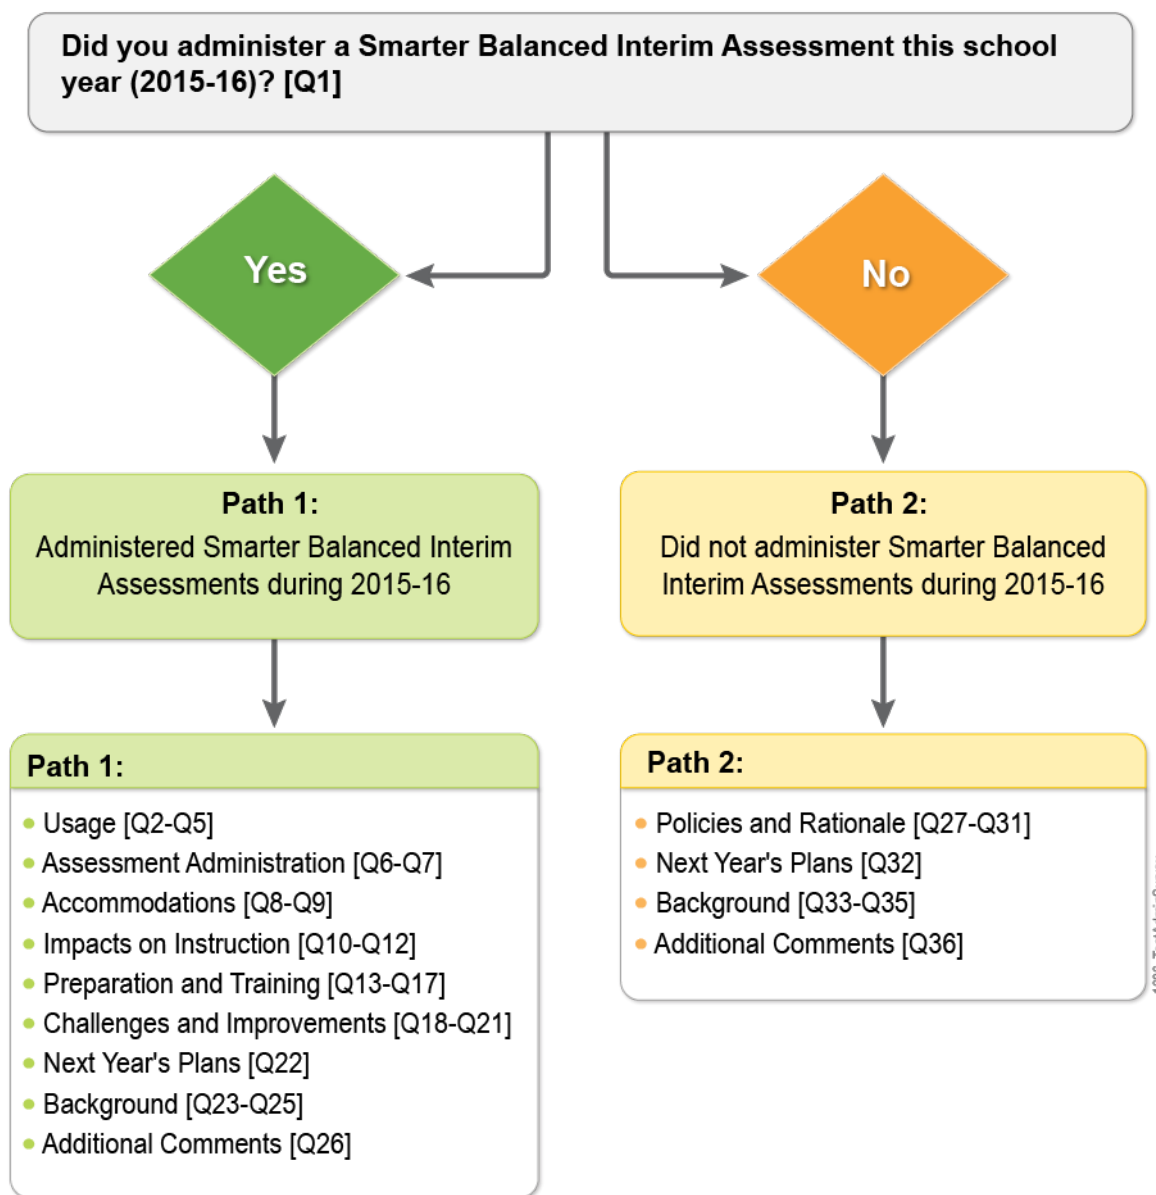 Did you administer a Smarter Balanced Interim Assessment this school
year (2015-16)? [Q1]
Yes
No
Path 1:
Administered Smarter Balanced Interim
Assessments during 2015-16
Path 2:
Did not administer Smarter Balanced
Interim Assessments during 2015-16
Path 1:
Usage [Q2-Q5]
Assessment Administration [Q6-Q7]
Accommodations [Q8-Q9]
Impacts on Instruction [Q10-Q12]
Preparation and Training [Q13-Q17]
Challenges and Improvements [Q18-Q21]
Next Year's Plans [Q22]
Background [Q23-Q25]
Additional Comments [Q26]
Path 2:
Policies and Rationale [Q27-Q31]
Next Year's Plans [Q32]
Background [Q33-Q35]
Additional Comments [Q36]